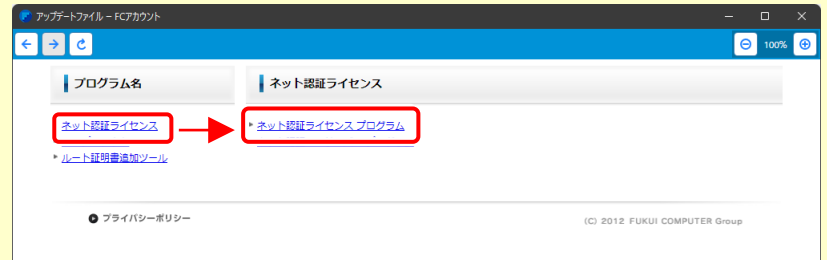 アップデートファイル – FCアカウント
100%
プログラム名
ネット認証ライセンス
ネット認証ライセンス
ネット認証ライセンス プログラム
ルート証明書追加ツール
プライバシーポリシー
(C) 2012 FUKUI COMPUTER Group